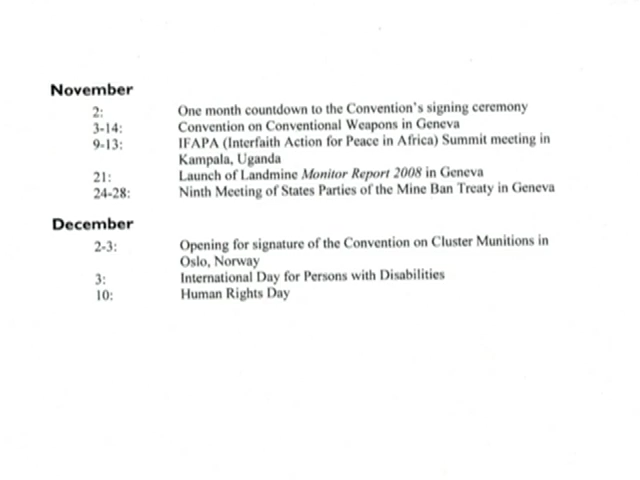 November
2: One month countdown to the Convention's signing ceremony
3-14: Convention on Conventional Weapons in Geneva
9-13: IFAPA (Interfaith Action for Peace in Africa) Summit meeting in
Kampala, Uganda
21: Launch of Landmine Monitor Report 2008 in Geneva
24-28: Ninth Meeting of States Parties of the Mine Ban Treaty in Geneva
December
2-3: Opening for signature of the Convention on Cluster Munitions in
Oslo, Norway
3: International Day for Persons with Disabilities
10: Human Rights Day